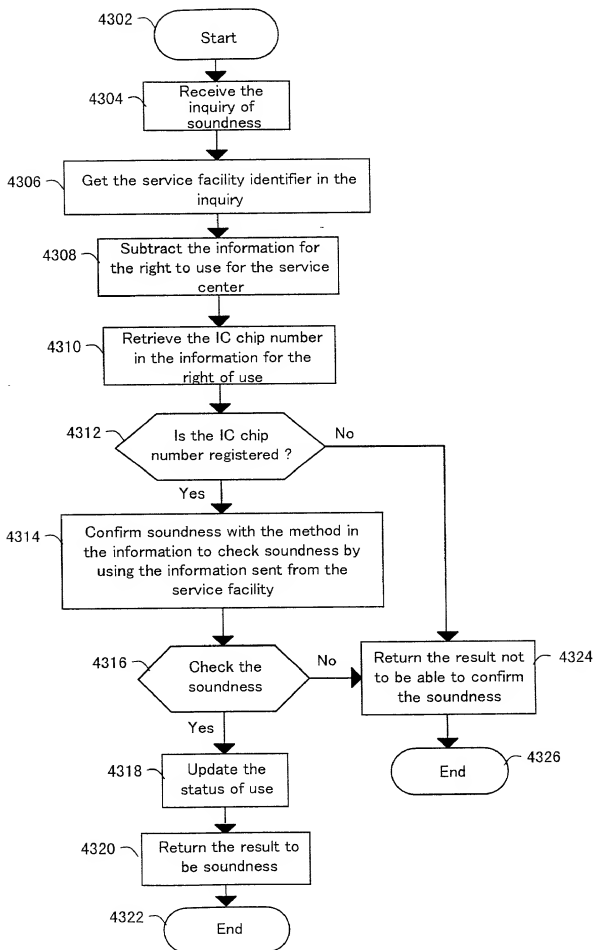 4302
Start
4304
Receive the
inquiry of
soundness
4306
Get the service facility identifier in the
inquiry
4308
Subtract the information for
the right to use for the service
center
4310
Retrieve the IC chip number
in the information for the
right of use
4312
Is the IC chip
number registered ?
No
Yes
4314
Confirm soundness with the method in
the information to check soundness by
using the information sent from the
service facility
4316
Check the
soundness
No
Return the result not
to be able to confirm
the soundness
4324
Yes
End
4326
4318
Update the
status of use
4320
Return the result to
be soundness
4322
End